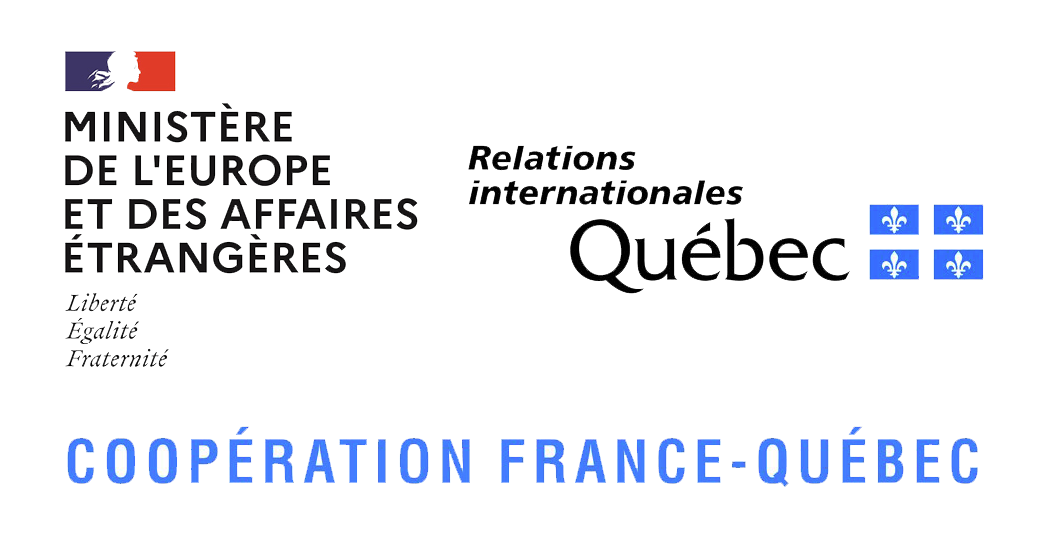 MINISTÈRE
DE L'EUROPE
ET DES AFFAIRES
ÉTRANGÈRES
Liberté
Égalité
Fraternité
Relations
internationales
Québec
COOPÉRATION FRANCE-QUÉBEC